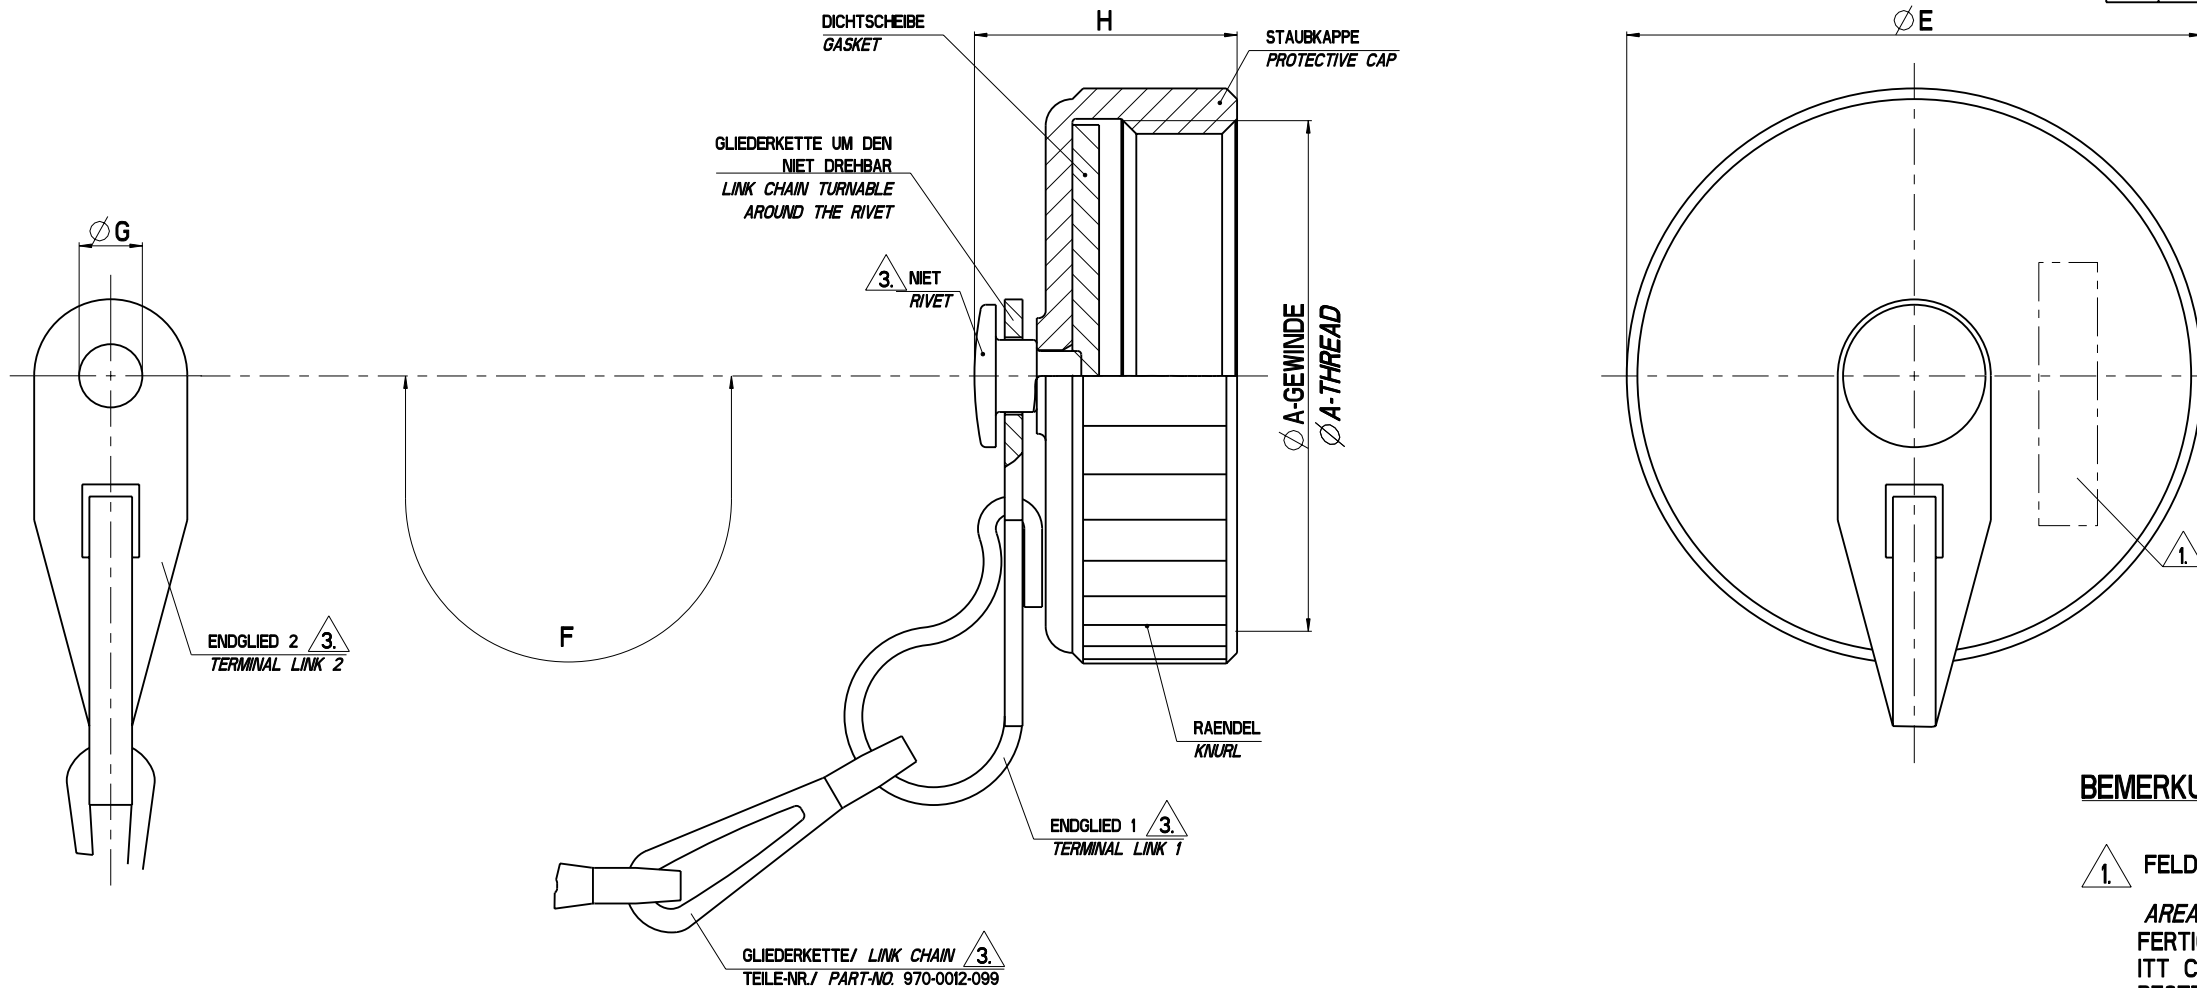 DICHTSCHEIBE
GASKET
H
STAUBKAPPE
PROTECTIVE CAP
∅ E
GLIEDERKETTE UM DEN
NIET DREHBAR
LINK CHAIN TURNABLE
AROUND THE RIVET
∅ G
3. NIET
RIVET
∅ A-GEWINDE
∅ A-THREAD
1.
F
ENDGLIED 2 3.
TERMINAL LINK 2
RAENDEL
KNURL
ENDGLIED 1 3.
TERMINAL LINK 1
GLIEDERKETTE/ LINK CHAIN 3.
TEILE-NR./ PART-NO. 970-0012-099
BEMERKU
1. FELD
AREA
FERTI
ITT C